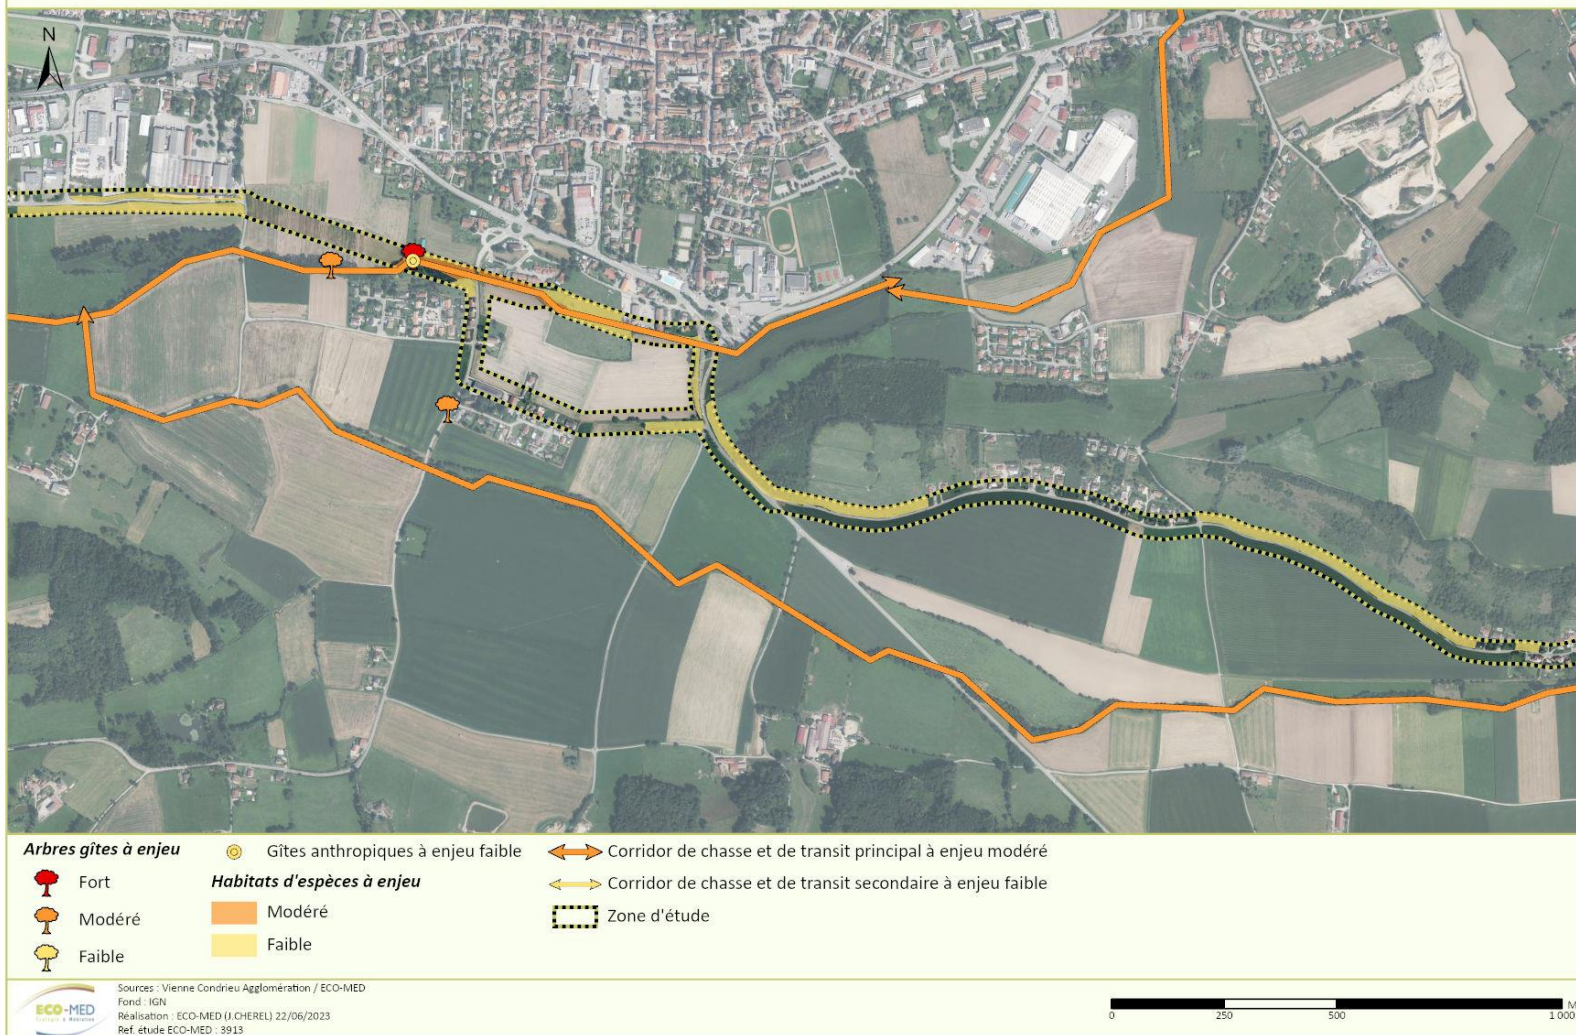 N
Arbres gîtes à enjeu
Fort
Modéré
Faible
Gîtes anthropiques à enjeu faible
Habitats d'espèces à enjeu
Modéré
Faible
Corridor de chasse et de transit principal à enjeu modéré
Corridor de chasse et de transit secondaire à enjeu faible
Zone d'étude
ECO-MED
Ecologie & Médiation
Sources : Vienne Condrieu Agglomération / ECO-MED
Fond : IGN
Réalisation : ECO-MED (J.CHEREL) 22/06/2023
Ref. étude ECO-MED : 3913
M
0 250 500 1 000